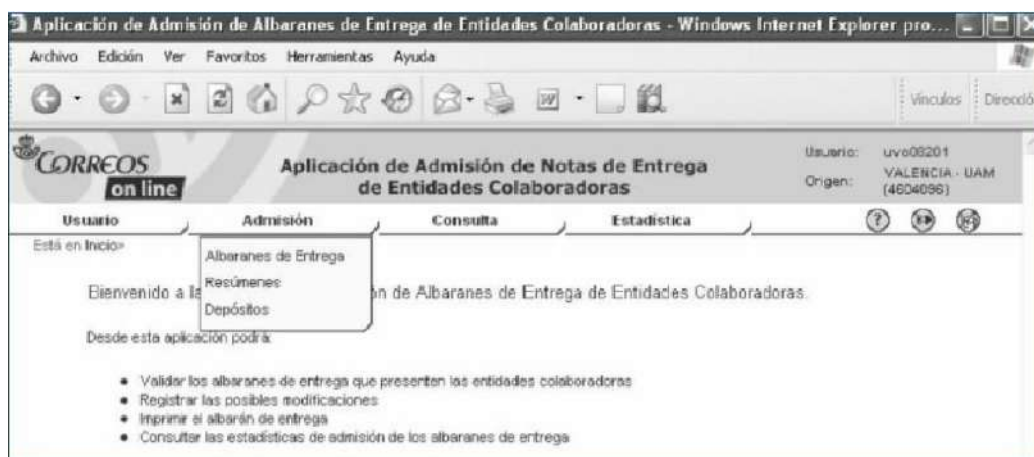 Aplicación de Admisión de Albaranes de Entrega de Entidades Colaboradoras - Windows Internet Explorer pro...
Archivo Edición Ver Favoritos Herramientas Ayuda
Vínculos Direcció
CORREOS
on line
Aplicación de Admisión de Notas de Entrega
de Entidades Colaboradoras
Usuario: uvo08201
Origen: VALENCIA - UAM
(4604096)
Usuario Admisión Consulta Estadística
Está en Inicio»
Albaranes de Entrega
Resúmenes
Depósitos
Bienvenido a la ón de Albaranes de Entrega de Entidades Colaboradoras.
Desde esta aplicación podrá:
Validar los albaranes de entrega que presenten las entidades colaboradoras
Registrar las posibles modificaciones
Imprimir el albarán de entrega
Consultar las estadísticas de admisión de los albaranes de entrega